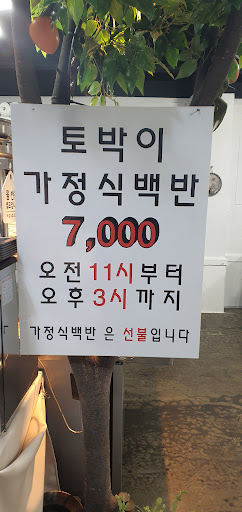 토박이
가정식백반
7,000
오전 11시부터
오후 3시까지
가정식백반 은 선불입니다